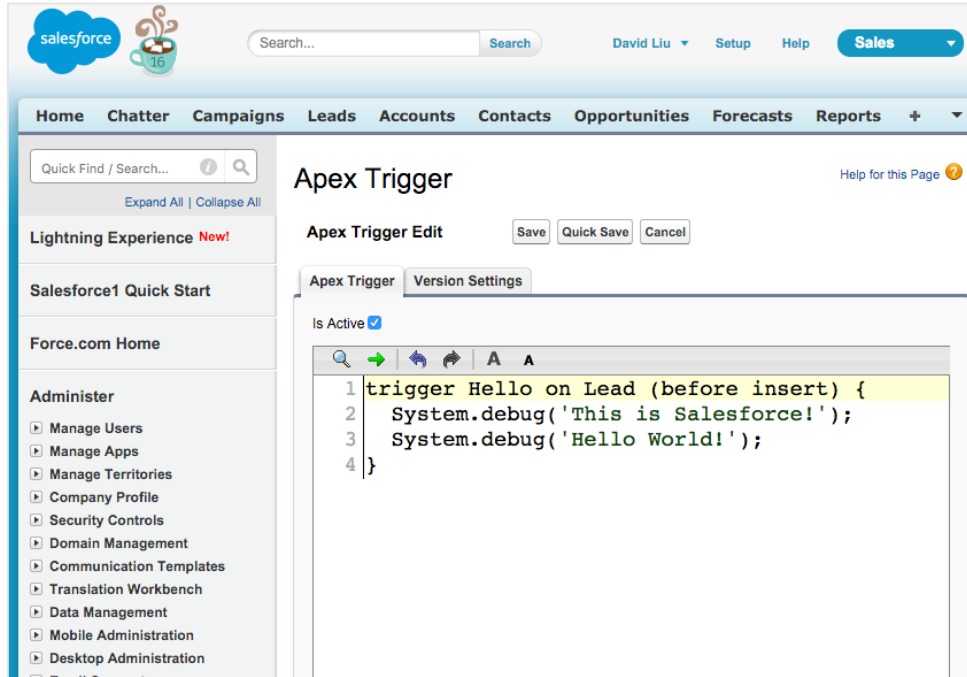 salesforce
16
Search... Search David Liu Setup Help Sales
Home Chatter Campaigns Leads Accounts Contacts Opportunities Forecasts Reports +
Quick Find / Search... i
Expand All | Collapse All
Lightning Experience New!
Salesforce1 Quick Start
Force.com Home
Administer
Manage Users
Manage Apps
Manage Territories
Company Profile
Security Controls
Domain Management
Communication Templates
Translation Workbench
Data Management
Mobile Administration
Desktop Administration
Apex Trigger
Help for this Page ?
Apex Trigger Edit Save Quick Save Cancel
Apex Trigger Version Settings
Is Active
A A
1 trigger Hello on Lead (before insert) {
2 System.debug('This is Salesforce!');
3 System.debug('Hello World!');
4 }